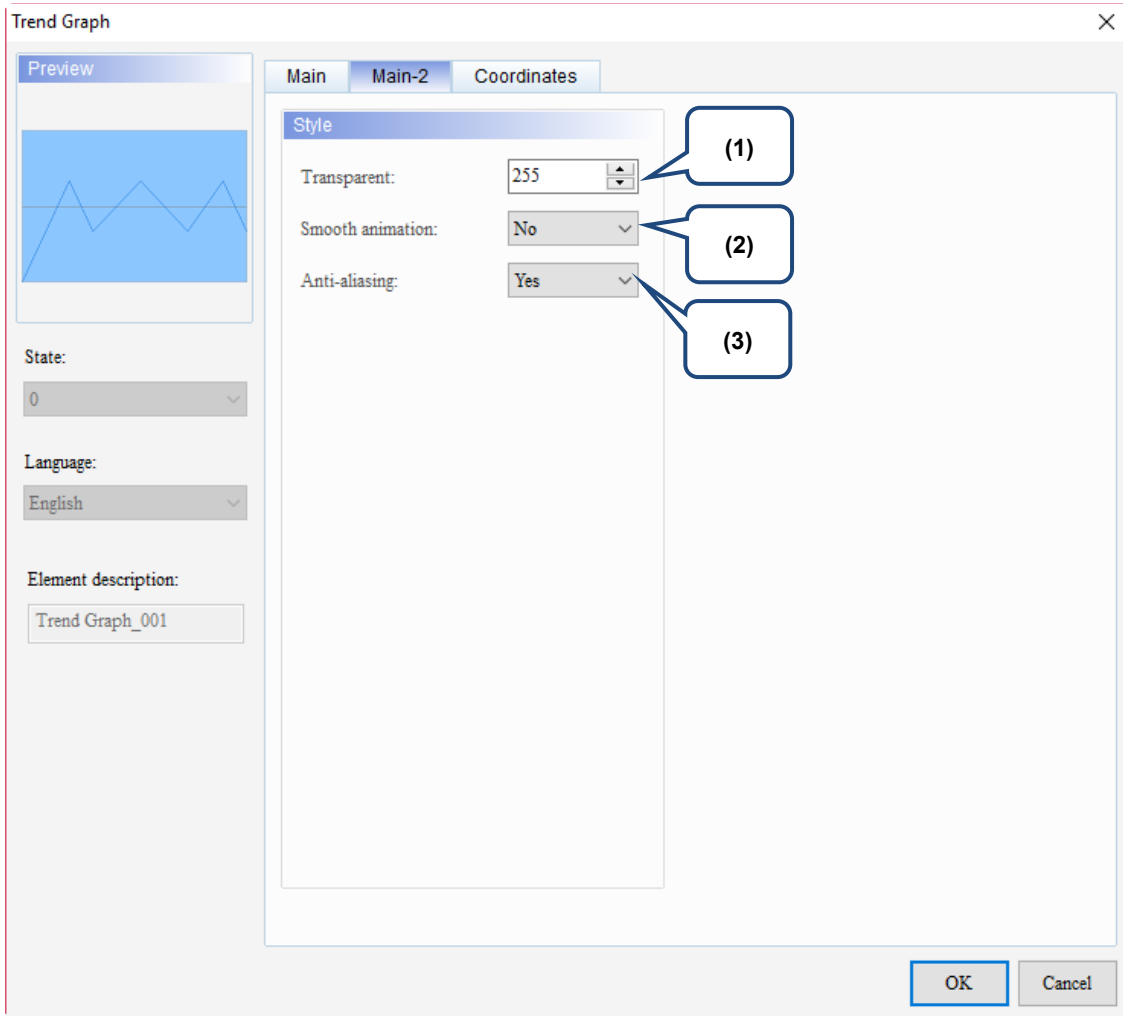 Trend Graph
Preview
Main
Main-2
Coordinates
Style
Transparent:
255
(1)
Smooth animation:
No
(2)
Anti-aliasing:
Yes
(3)
State:
0
Language:
English
Element description:
Trend Graph_001
OK
Cancel